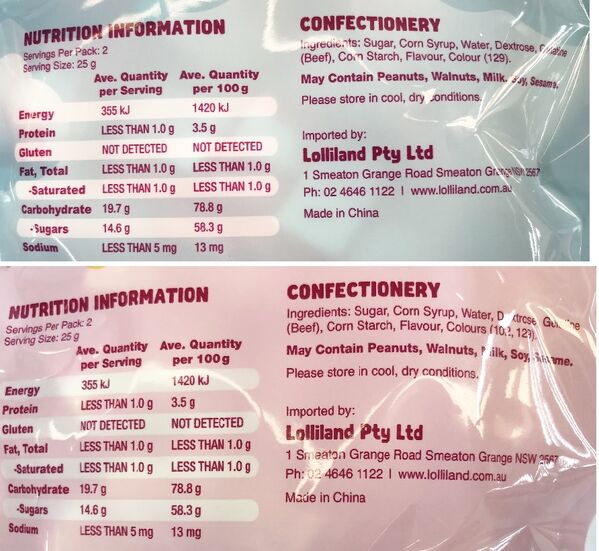 NUTRITION INFORMATION
Servings Per Pack: 2
Serving Size: 25 g
Ave. Quantity per Serving Ave. Quantity per 100 g
Energy 355 kJ 1420 kJ
Protein LESS THAN 1.0 g 3.5 g
Gluten NOT DETECTED NOT DETECTED
Fat, Total LESS THAN 1.0 g LESS THAN 1.0 g
-Saturated LESS THAN 1.0 g LESS THAN 1.0 g
Carbohydrate 19.7 g 78.8 g
-Sugars 14.6 g 58.3 g
Sodium LESS THAN 5 mg 13 mg
CONFECTIONERY
Ingredients: Sugar, Corn Syrup, Water, Dextrose, Gelatine
(Beef), Corn Starch, Flavour, Colour (129).
May Contain Peanuts, Walnuts, Milk, Soy, Sesame.
Please store in cool, dry conditions.
Imported by:
Lolliland Pty Ltd
1 Smeaton Grange Road Smeaton Grange NSW 2567
Ph: 02 4646 1122 I www.lolliland.com.au
Made in China
NUTRITION INFORMATION
Servings Per Pack: 2
Serving Size: 25 g
Ave. Quantity per Serving Ave. Quantity per 100 g
Energy 355 kJ 1420 kJ
Protein LESS THAN 1.0 g 3.5 g
Gluten NOT DETECTED NOT DETECTED
Fat, Total LESS THAN 1.0 g LESS THAN 1.0 g
-Saturated LESS THAN 1.0 g LESS THAN 1.0 g
Carbohydrate 19.7 g 78.8 g
-Sugars 14.6 g 58.3 g
Sodium LESS THAN 5 mg 13 mg
CONFECTIONERY
Ingredients: Sugar, Corn Syrup, Water, Dextrose, Gelatine
(Beef), Corn Starch, Flavour, Colours (102, 129).
May Contain Peanuts, Walnuts, Milk, Soy, Sesame.
Please store in cool, dry conditions.
Imported by:
Lolliland Pty Ltd
1 Smeaton Grange Road Smeaton Grange NSW 2567
Ph: 02 4646 1122 I www.lolliland.com.au
Made in China